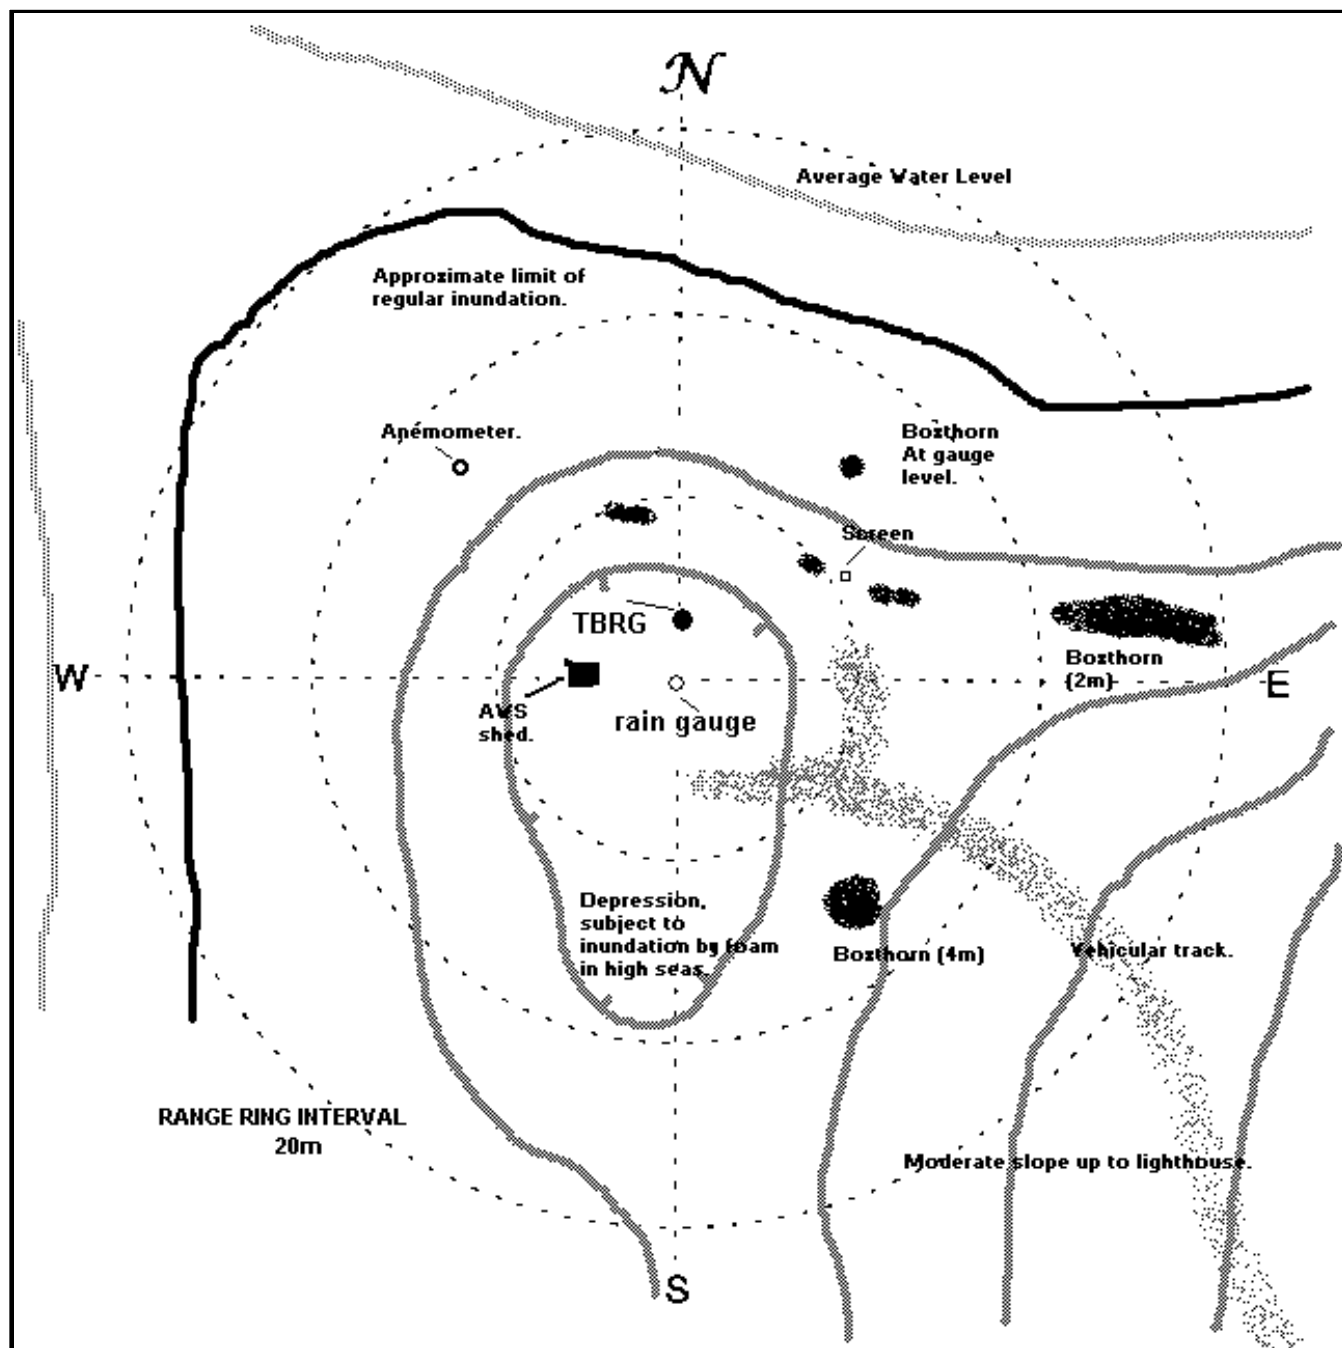 N
Average Water Level
Approximate limit of
regular inundation.
Anémometer.
Boxthorn
At gauge
level.
Screen
TBRG
W
Boxthorn
(2m)
E
AWS
shed.
rain gauge
Depression,
subject to
inundation by foam
in high seas.
Boxthorn (4m)
Vehicular track.
RANGE RING INTERVAL
20m
Moderate slope up to lighthouse.
S